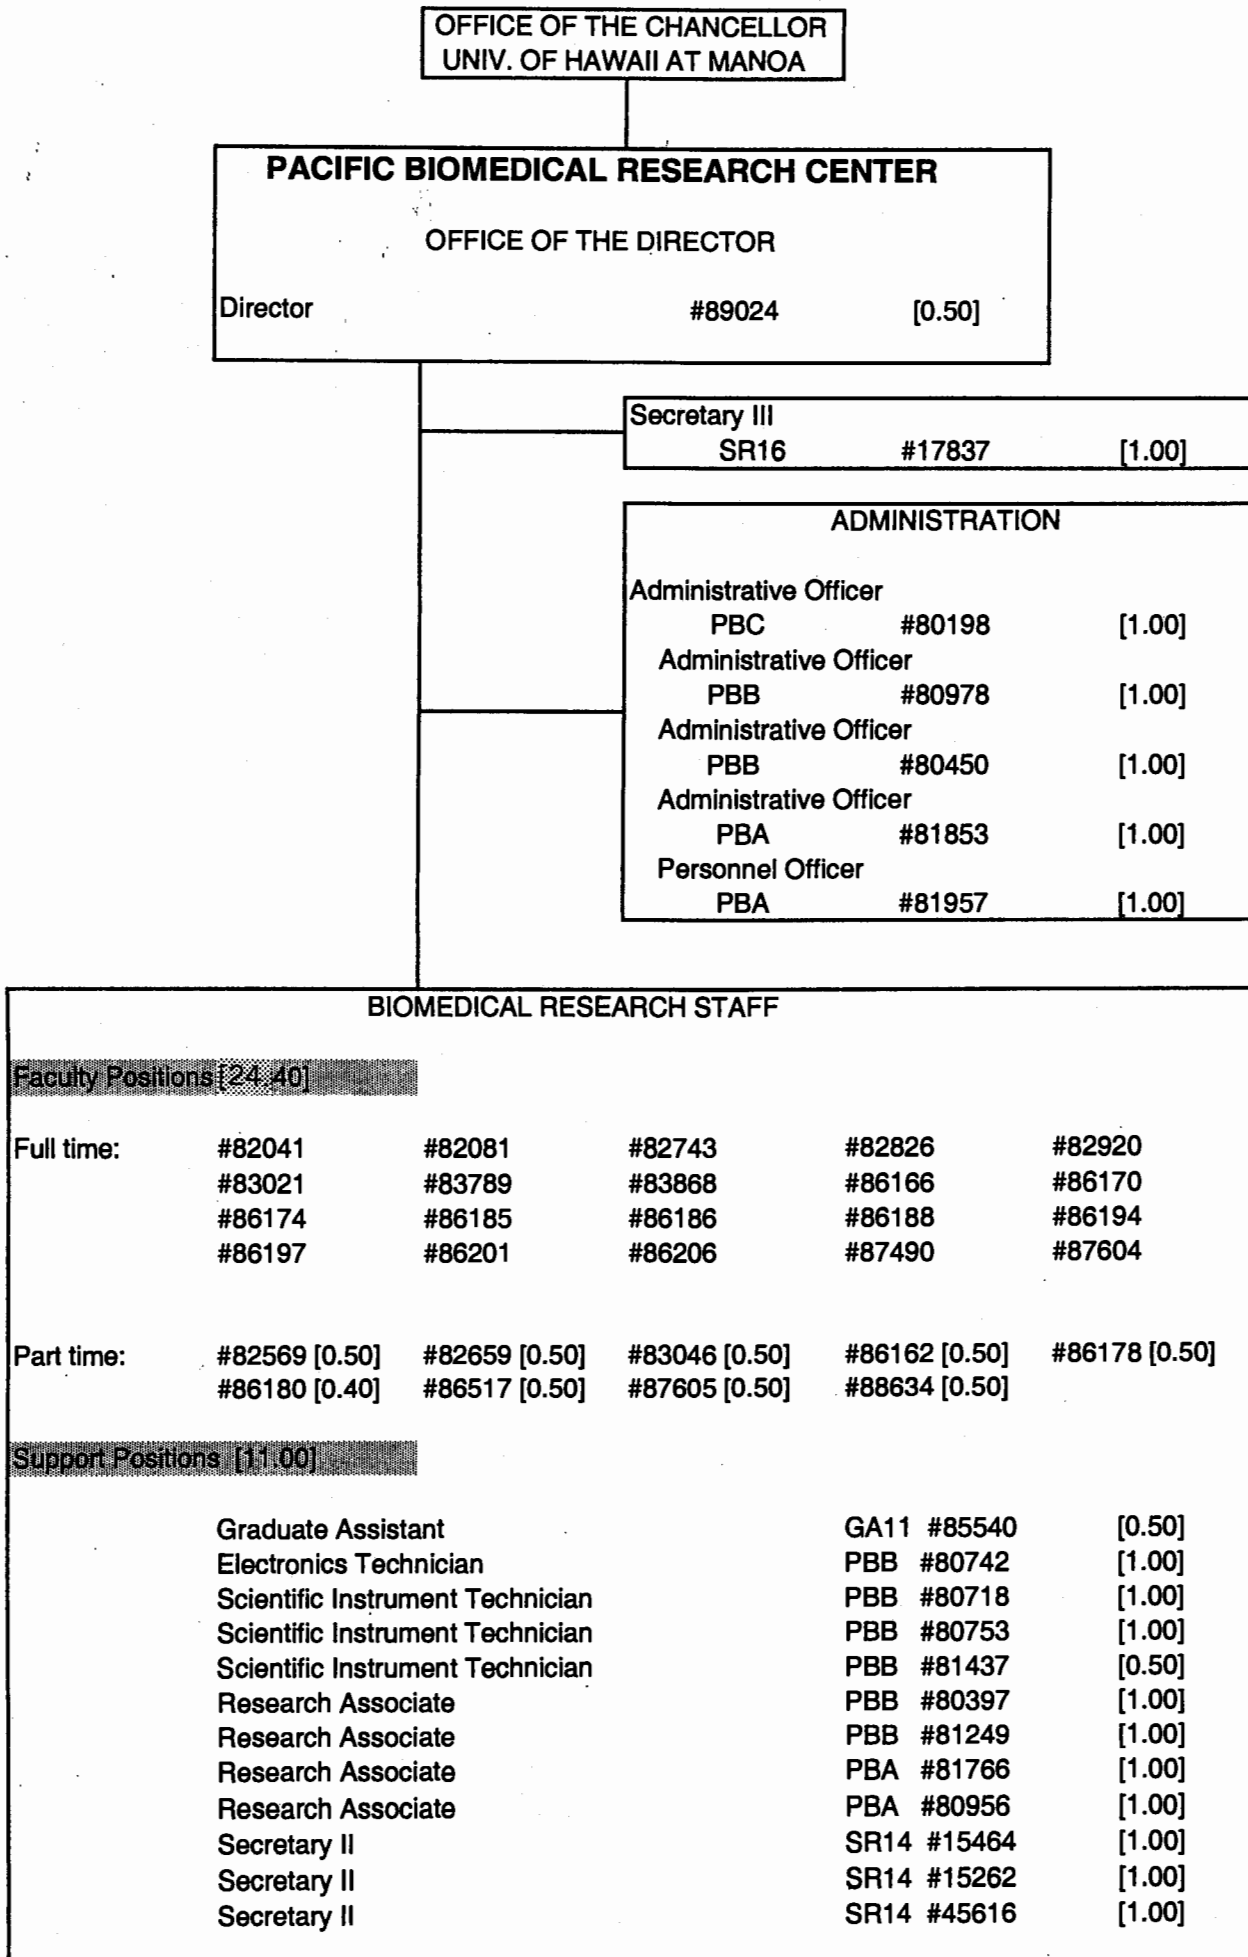 OFFICE OF THE CHANCELLOR
UNIV. OF HAWAII AT MANOA
PACIFIC BIOMEDICAL RESEARCH CENTER
OFFICE OF THE DIRECTOR
Director #89024 [0.50]
Secretary III
SR16 #17837 [1.00]
ADMINISTRATION
Administrative Officer
PBC #80198 [1.00]
Administrative Officer
PBB #80978 [1.00]
Administrative Officer
PBB #80450 [1.00]
Administrative Officer
PBA #81853 [1.00]
Personnel Officer
PBA #81957 [1.00]
BIOMEDICAL RESEARCH STAFF
Faculty Positions [24.40]
Full time: #82041 #82081 #82743 #82826 #82920
#83021 #83789 #83868 #86166 #86170
#86174 #86185 #86186 #86188 #86194
#86197 #86201 #86206 #87490 #87604
Part time: #82569 [0.50] #82659 [0.50] #83046 [0.50] #86162 [0.50] #86178 [0.50]
#86180 [0.40] #86517 [0.50] #87605 [0.50] #88634 [0.50]
Support Positions [11.00]
Graduate Assistant GA11 #85540 [0.50]
Electronics Technician PBB #80742 [1.00]
Scientific Instrument Technician PBB #80718 [1.00]
Scientific Instrument Technician PBB #80753 [1.00]
Scientific Instrument Technician PBB #81437 [0.50]
Research Associate PBB #80397 [1.00]
Research Associate PBB #81249 [1.00]
Research Associate PBA #81766 [1.00]
Research Associate PBA #80956 [1.00]
Secretary II SR14 #15464 [1.00]
Secretary II SR14 #15262 [1.00]
Secretary II SR14 #45616 [1.00]